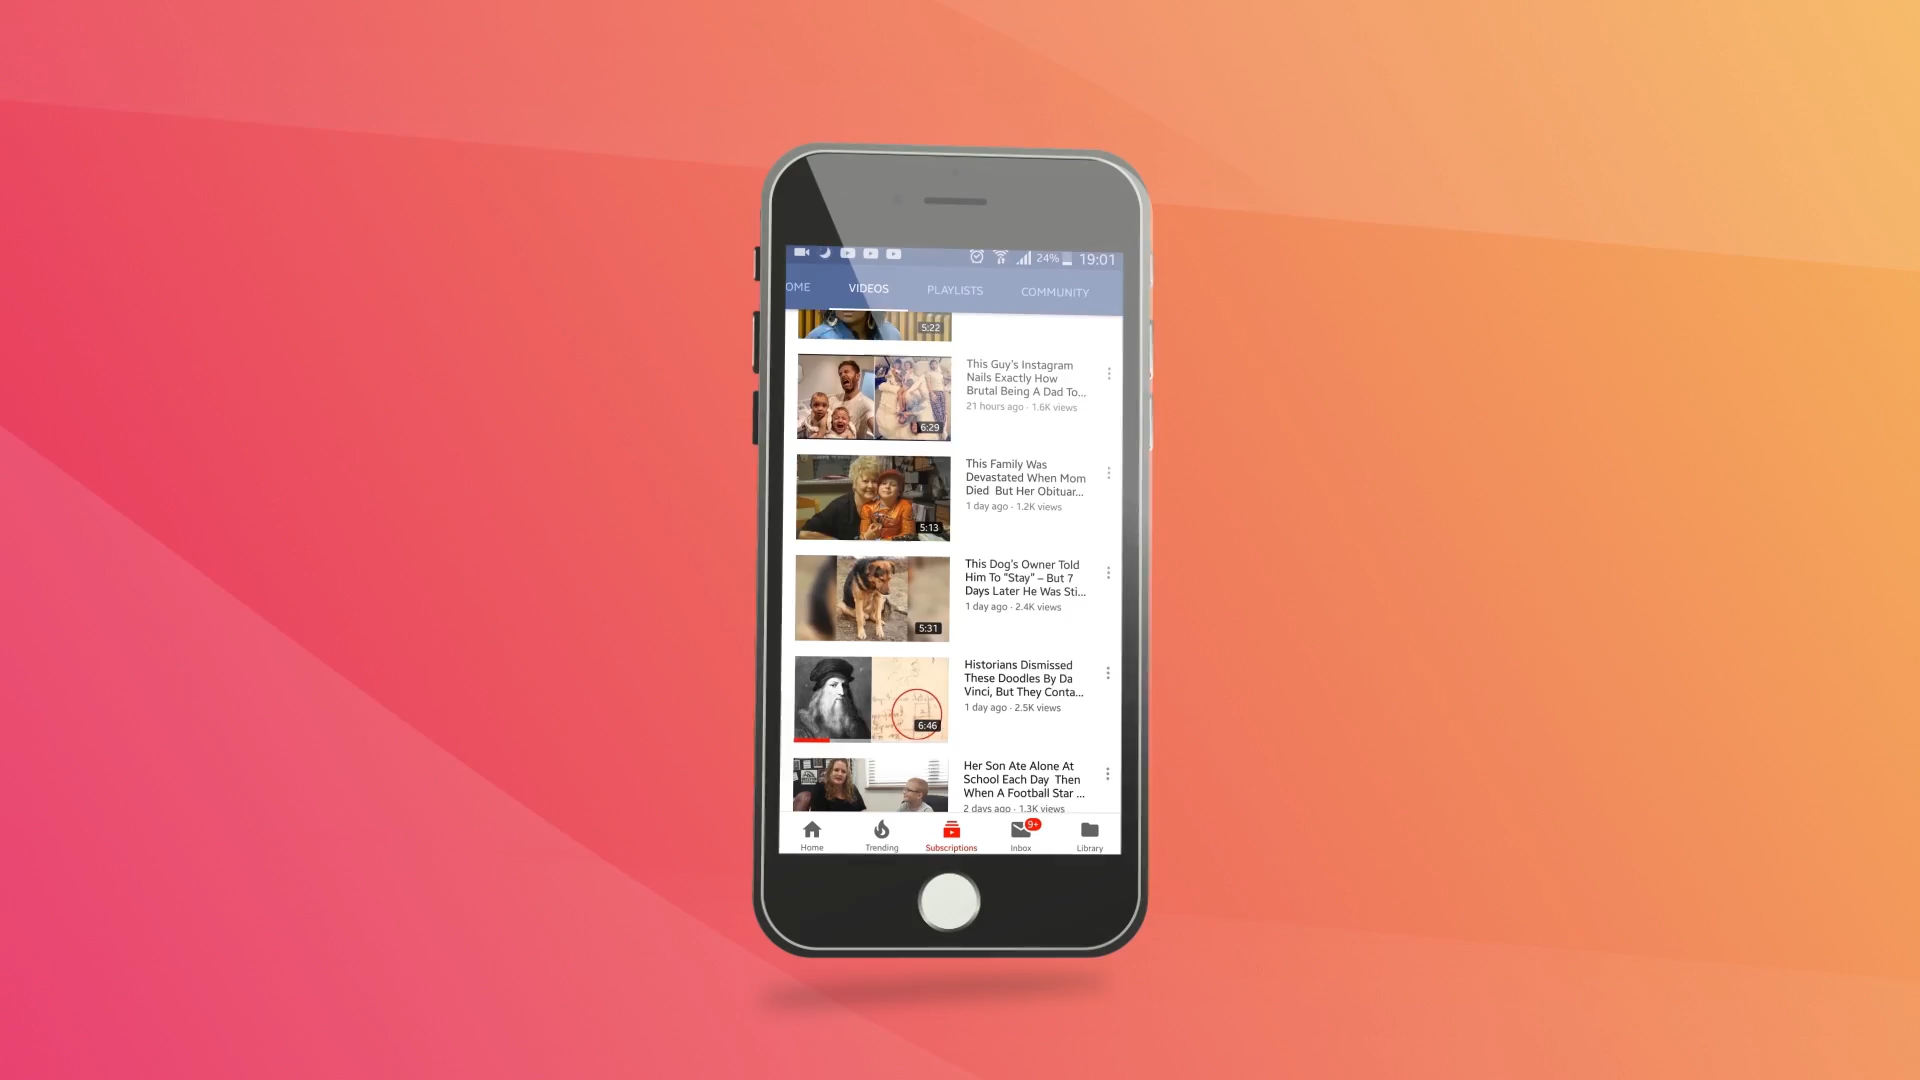 24% 19:01
OME VIDEOS PLAYLISTS COMMUNITY
5:22
This Guy's Instagram
Nails Exactly How
Brutal Being A Dad To...
21 hours ago · 1.6K views
6:29
This Family Was
Devastated When Mom
Died But Her Obituar...
1 day ago · 1.2K views
5:13
This Dog's Owner Told
Him To “Stay” – But 7
Days Later He Was Sti...
1 day ago · 2.4K views
5:31
Historians Dismissed
These Doodles By Da
Vinci, But They Conta...
1 day ago · 2.5K views
6:46
Her Son Ate Alone At
School Each Day Then
When A Football Star ...
2 days ago · 1.3K views
9+
Home Trending Subscriptions Inbox Library